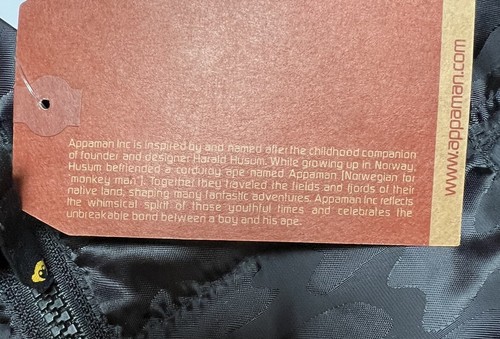 Appaman Inc is inspired by and named after the childhood companion
of founder and designer Harald Husum. While growing up in Norway,
Husum befriended a corduroy ape named Appaman [Norwegian for
"monkey man"]. Together they traveled the fields and fjords of their
native land, sharing many fantastic adventures. Appaman Inc reflects
the whimsical spirit of those youthful times and celebrates the
unbreakable bond between a boy and his ape.
www.appaman.com